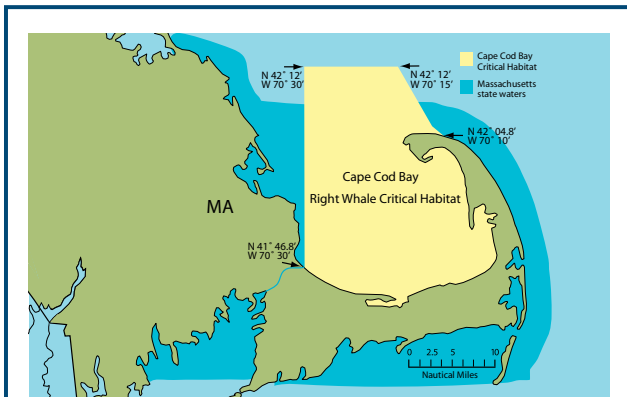 Cape Cod Bay
Critical Habitat
Massachusetts
state waters
N 42˚ 12′
W 70˚ 30′
N 42˚ 12′
W 70˚ 15′
N 42˚ 04.8′
W 70˚ 10′
Cape Cod Bay
Right Whale Critical Habitat
MA
N 41˚ 46.8′
W 70˚ 30′
0 2.5 5 10
Nautical Miles